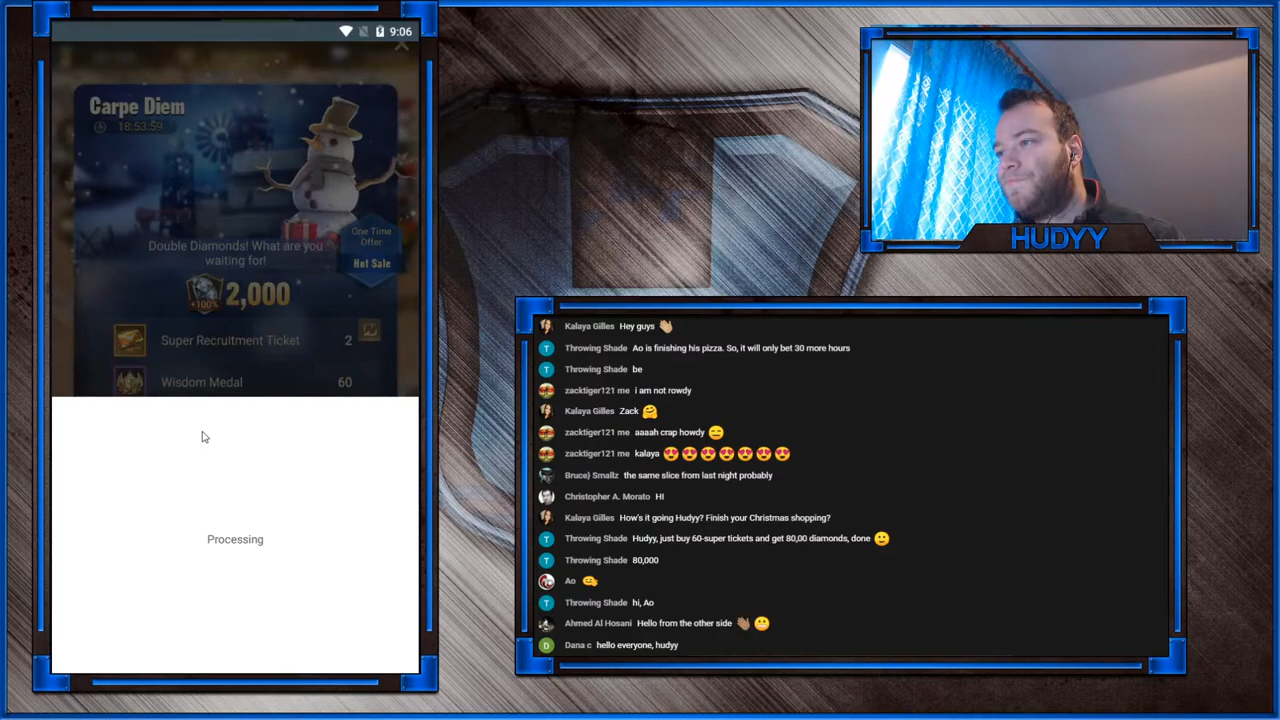 9:06
Carpe Diem
18:53:59
Double Diamonds! What are you
waiting for!
One Time
Offer
Hot Sale
+100%
2,000
Super Recruitment Ticket 2
Wisdom Medal 60
Processing
HUDYY
Kalaya Gilles Hey guys 👋🏽
Throwing Shade Ao is finishing his pizza. So, it will only bet 30 more hours
Throwing Shade be
zacktiger121 me i am not rowdy
Kalaya Gilles Zack 🤗
zacktiger121 me aaaah crap howdy 😑
zacktiger121 me kalaya 😍😍😍😍😍😍
Bruce) Smallz the same slice from last night probably
Christopher A. Morato HI
Kalaya Gilles How's it going Hudyy? Finish your Christmas shopping?
Throwing Shade Hudyy, just buy 60-super tickets and get 80,00 diamonds, done 🙂
Throwing Shade 80,000
Ao
Throwing Shade hi, Ao
Ahmed Al Hosani Hello from the other side 👋🏽 😬
Dana c hello everyone, hudyy
T
T
T
T
T
D